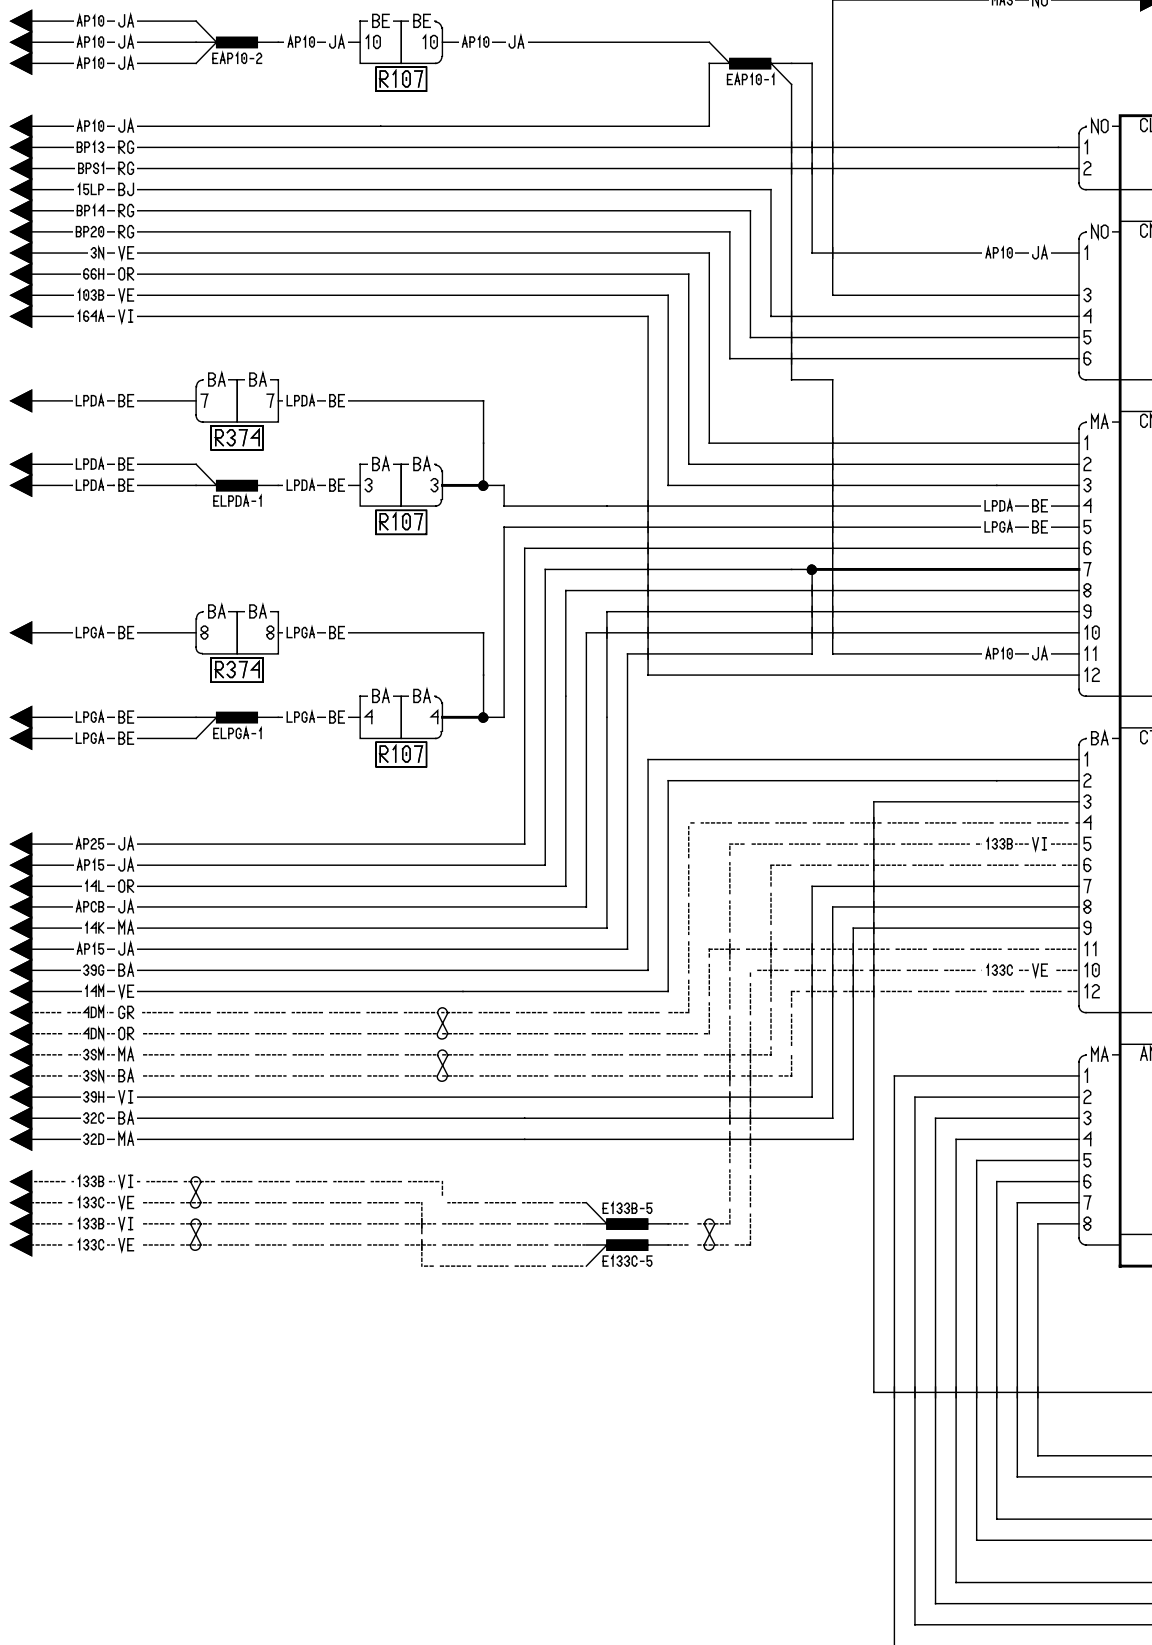 MAS NO
AP10 JA BE BE
AP10 JA AP10 JA 10 10 AP10 JA
AP10 JA EAP10-2
R107 EAP10-1
AP10 JA NO
BP13 RG 1
BPS1 RG 2
15LP BJ
BP14 RG
BP20 RG NO
3N VE AP10 JA 1
66H OR
103B VE 3
164A VI 4
5
6
BA BA
LPDA BE 7 7 LPDA BE
R374 MA
1
LPDA BE BA BA 2
LPDA BE LPDA BE 3 3 3
ELPDA-1 LPDA BE 4
R107 LPGA BE 5
6
7
8
BA BA 9
LPGA BE 8 8 LPGA BE 10
R374 AP10 JA 11
12
BA BA
LPGA BE LPGA BE 4 4
LPGA BE ELPGA-1 BA
R107 1
2
3
4
AP25 JA 133B VI 5
AP15 JA 6
14L OR 7
APCB JA 8
14K MA 9
AP15 JA 11
39G BA 133C VE 10
14M VE 12
4DM GR
4DN OR
3SM MA MA
3SN BA 1
39H VI 2
32C BA 3
32D MA 4
5
133B VI 6
133C VE E133B-5 7
133B VI 8
133C VE
E133C-5